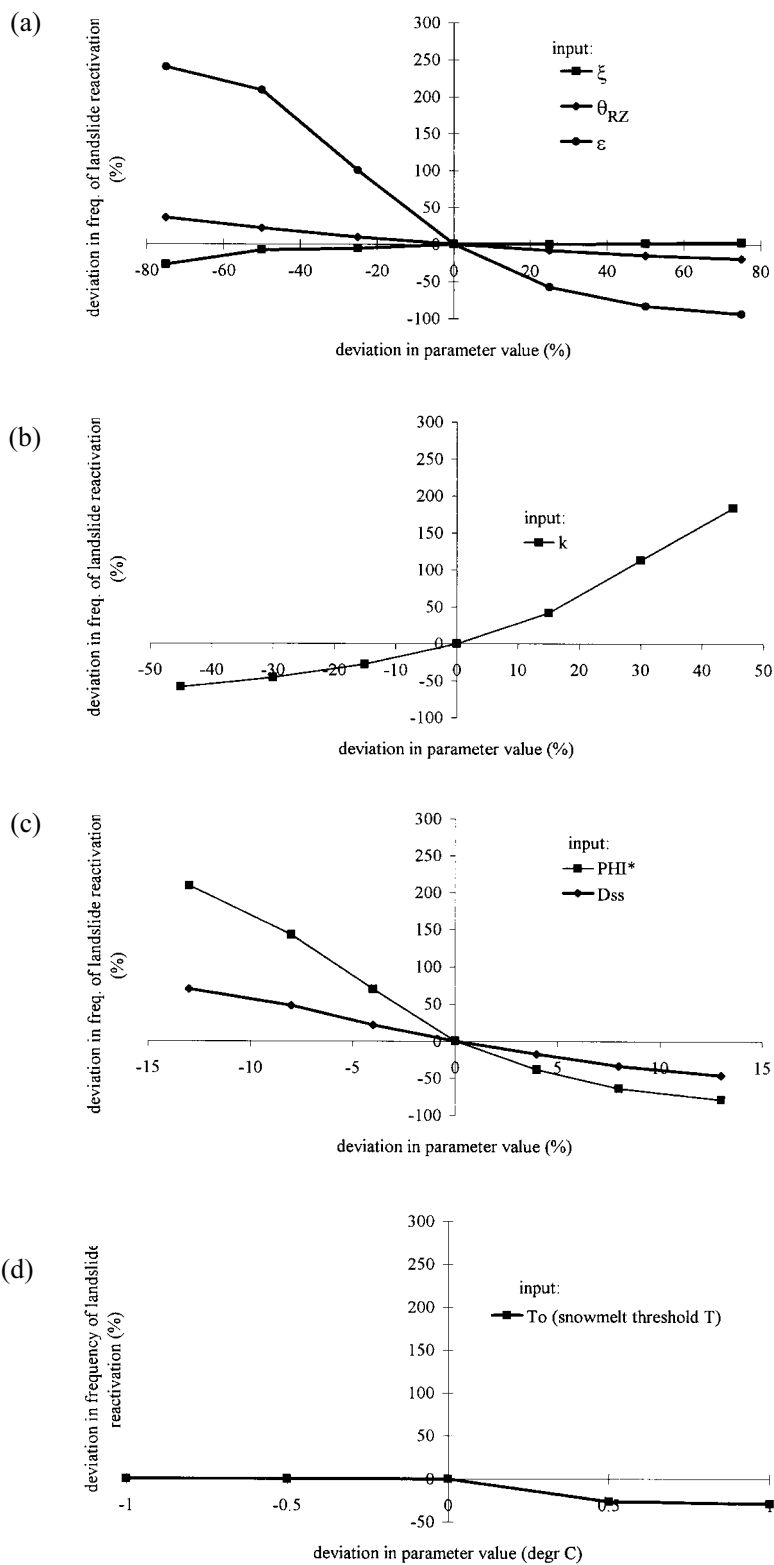 (a)
deviation in freq. of landslide reactivation
(%)
300
250
200
150
100
50
0
-50
-100
-80
-60
-40
-20
0
20
40
60
80
input:
ξ
θRZ
ε
deviation in parameter value (%)
(b)
deviation in freq. of landslide reactivation
(%)
300
250
200
150
100
50
0
-50
-100
-50
-40
-30
-20
-10
0
10
20
30
40
50
input:
k
deviation in parameter value (%)
(c)
deviation in freq. of landslide reactivation
(%)
300
250
200
150
100
50
0
-50
-100
-15
-10
-5
0
5
10
15
input:
PHI*
Dss
deviation in parameter value (%)
(d)
deviation in frequency of landslide
reactivation (%)
300
250
200
150
100
50
0
-50
-1
-0.5
0
0.5
1
input:
To (snowmelt threshold T)
deviation in parameter value (degr C)